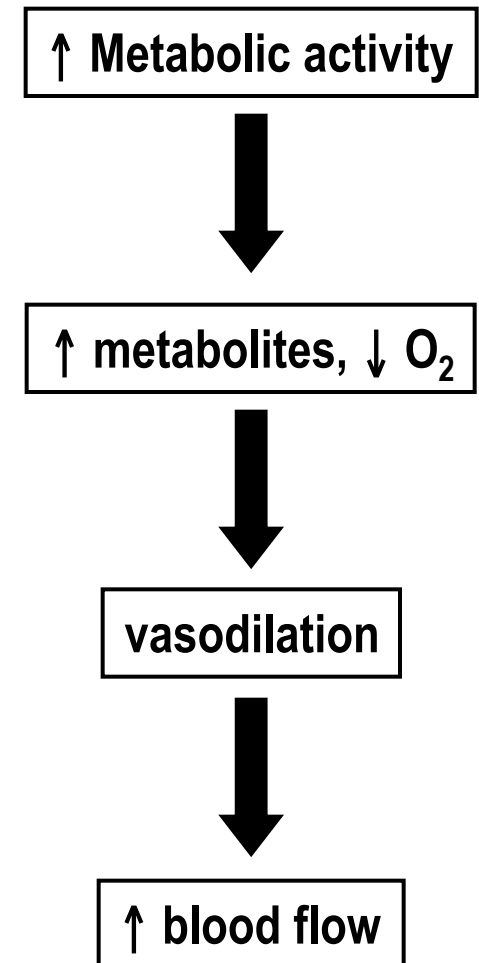 ↑ Metabolic activity
↑ metabolites, ↓ O₂
vasodilation
↑ blood flow